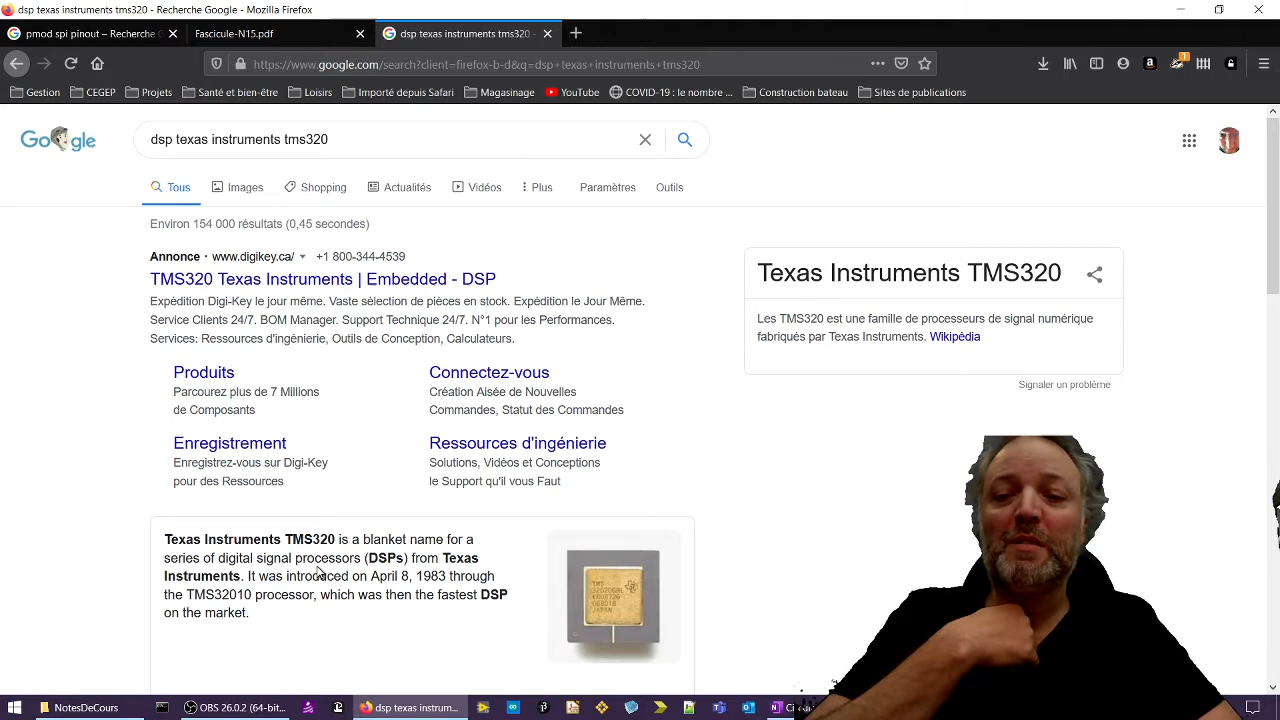 dsp texas instruments tms320 - Recherche Google - Mozilla Firefox
pmod spi pinout – Recherche G
Fascicule-N15.pdf
dsp texas instruments tms320 -
https://www.google.com/search?client=firefox-b-d&q=dsp+texas+instruments+tms320
1
Gestion
CEGEP
Projets
Santé et bien-être
Loisirs
Importé depuis Safari
Magasinage
YouTube
COVID-19 : le nombre ...
Construction bateau
Sites de publications
Google
dsp texas instruments tms320
Tous
Images
Shopping
Actualités
Vidéos
Plus
Paramètres
Outils
Environ 154 000 résultats (0,45 secondes)
Annonce · www.digikey.ca/ +1 800-344-4539
TMS320 Texas Instruments | Embedded - DSP
Expédition Digi-Key le jour même. Vaste sélection de pièces en stock. Expédition le Jour Même.
Service Clients 24/7. BOM Manager. Support Technique 24/7. N°1 pour les Performances.
Services: Ressources d'ingénierie, Outils de Conception, Calculateurs.
Produits
Parcourez plus de 7 Millions
de Composants
Connectez-vous
Création Aisée de Nouvelles
Commandes, Statut des Commandes
Enregistrement
Enregistrez-vous sur Digi-Key
pour des Ressources
Ressources d'ingénierie
Solutions, Vidéos et Conceptions
le Support qu'il vous Faut
Texas Instruments TMS320 is a blanket name for a
series of digital signal processors (DSPs) from Texas
Instruments. It was introduced on April 8, 1983 through
the TMS32010 processor, which was then the fastest DSP
on the market.
TMS
JAPAN
Texas Instruments TMS320
Les TMS320 est une famille de processeurs de signal numérique
fabriqués par Texas Instruments. Wikipédia
Signaler un problème
NotesDeCours
OBS 26.0.2 (64-bit...
dsp texas instrum...